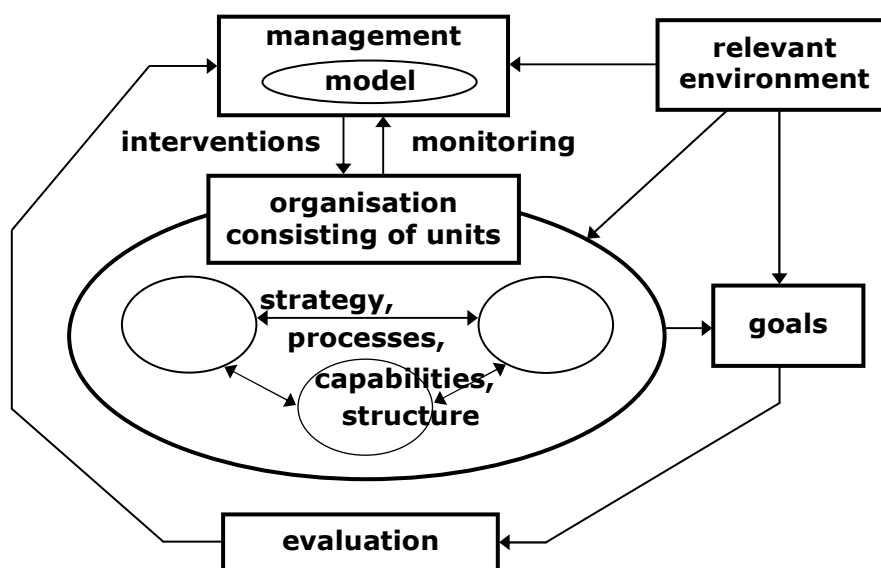 management
model
relevant
environment
interventions
monitoring
organisation
consisting of units
strategy,
processes,
capabilities,
structure
goals
evaluation